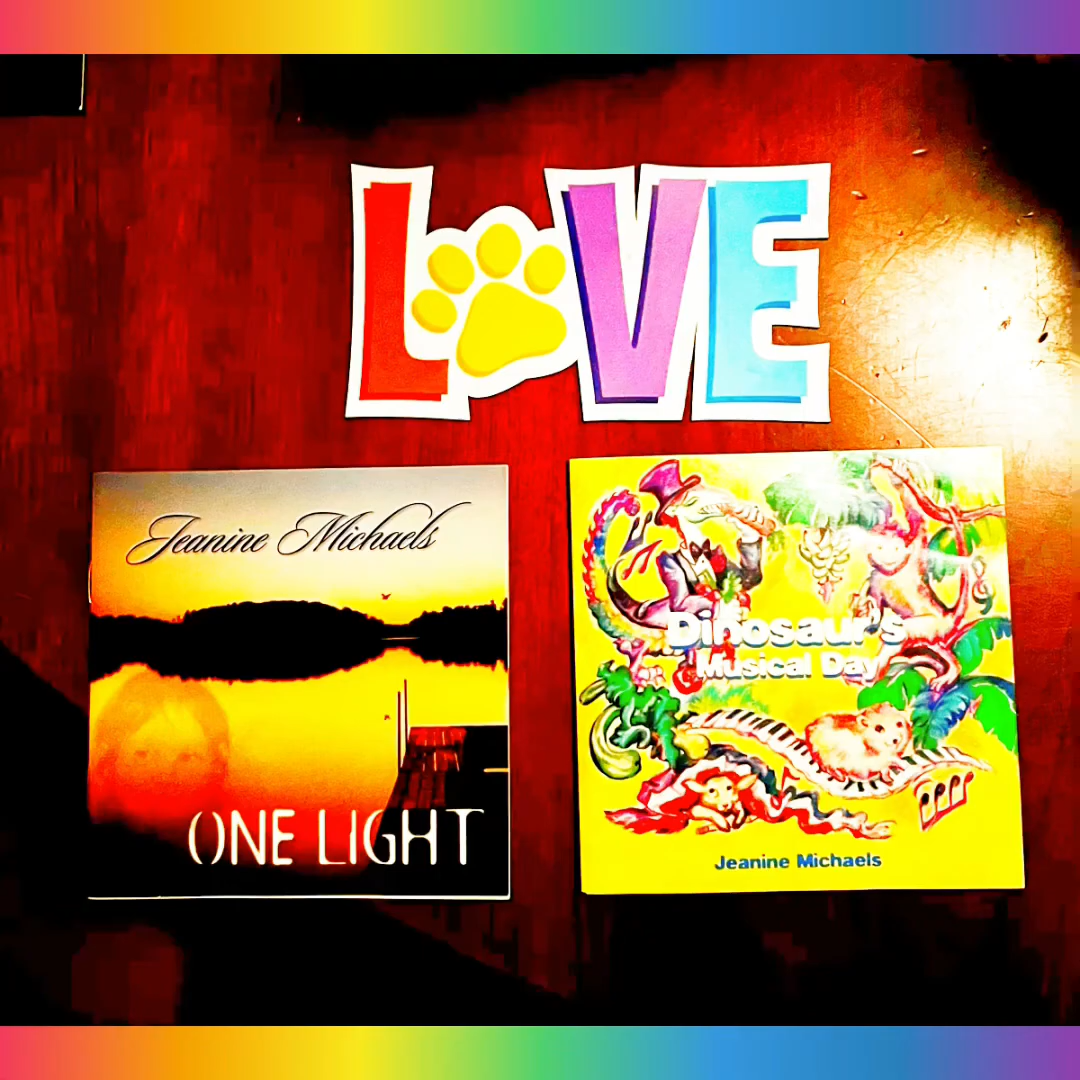 LOVE
Jeanine Michaels
ONE LIGHT
Dinosaur's
Musical Day
Jeanine Michaels